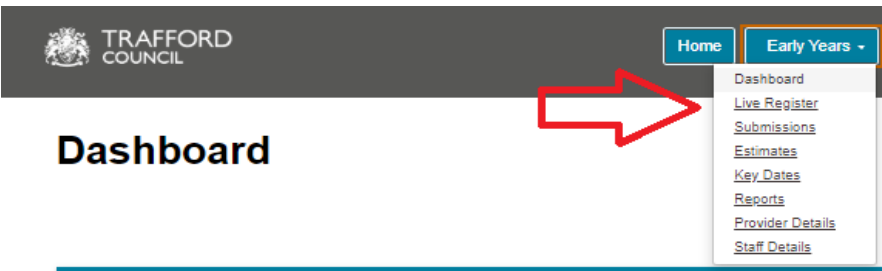 TRAFFORD
COUNCIL
Home
Early Years
Dashboard
Live Register
Submissions
Estimates
Key Dates
Reports
Provider Details
Staff Details
Dashboard